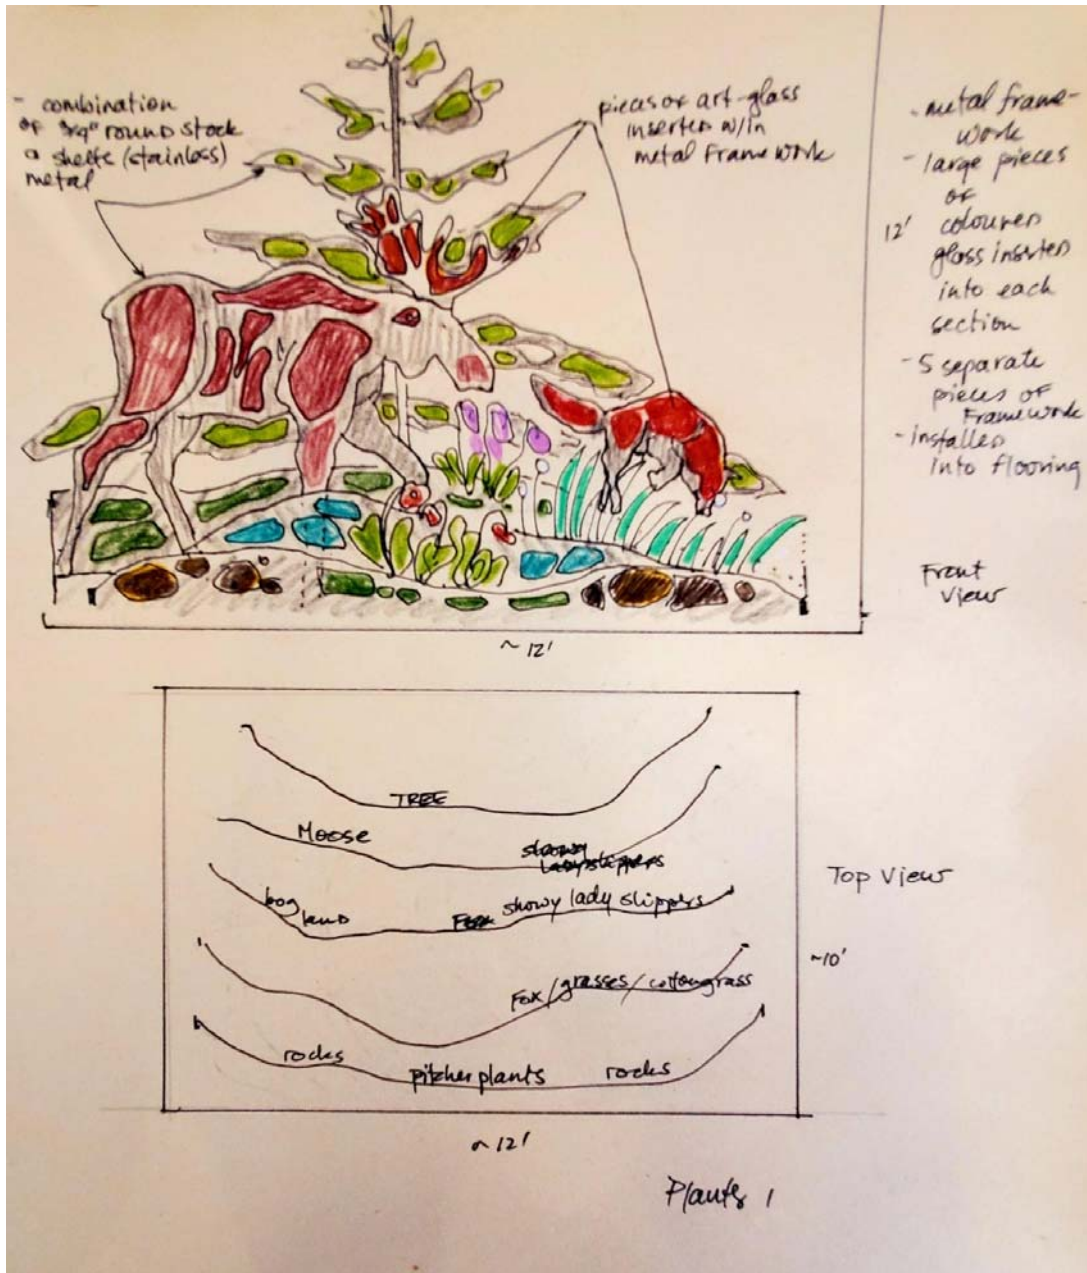 - combination
of 3/4" round stock
& sheets (stainless)
metal
pieces of art-glass
inserted w/in
metal Framework
- metal frame-
work
- large pieces
of
coloured
glass inserted
into each
section
- 5 separate
pieces of
Framework
- installed
into flooring
12'
Front
View
~ 12'
TREE
Moose
showy
lady slippers
bog
land
Fox
showy lady slippers
Fox/grasses/cottongrass
rocks
pitcher plants
rocks
Top View
~10'
~ 12'
Plants 1